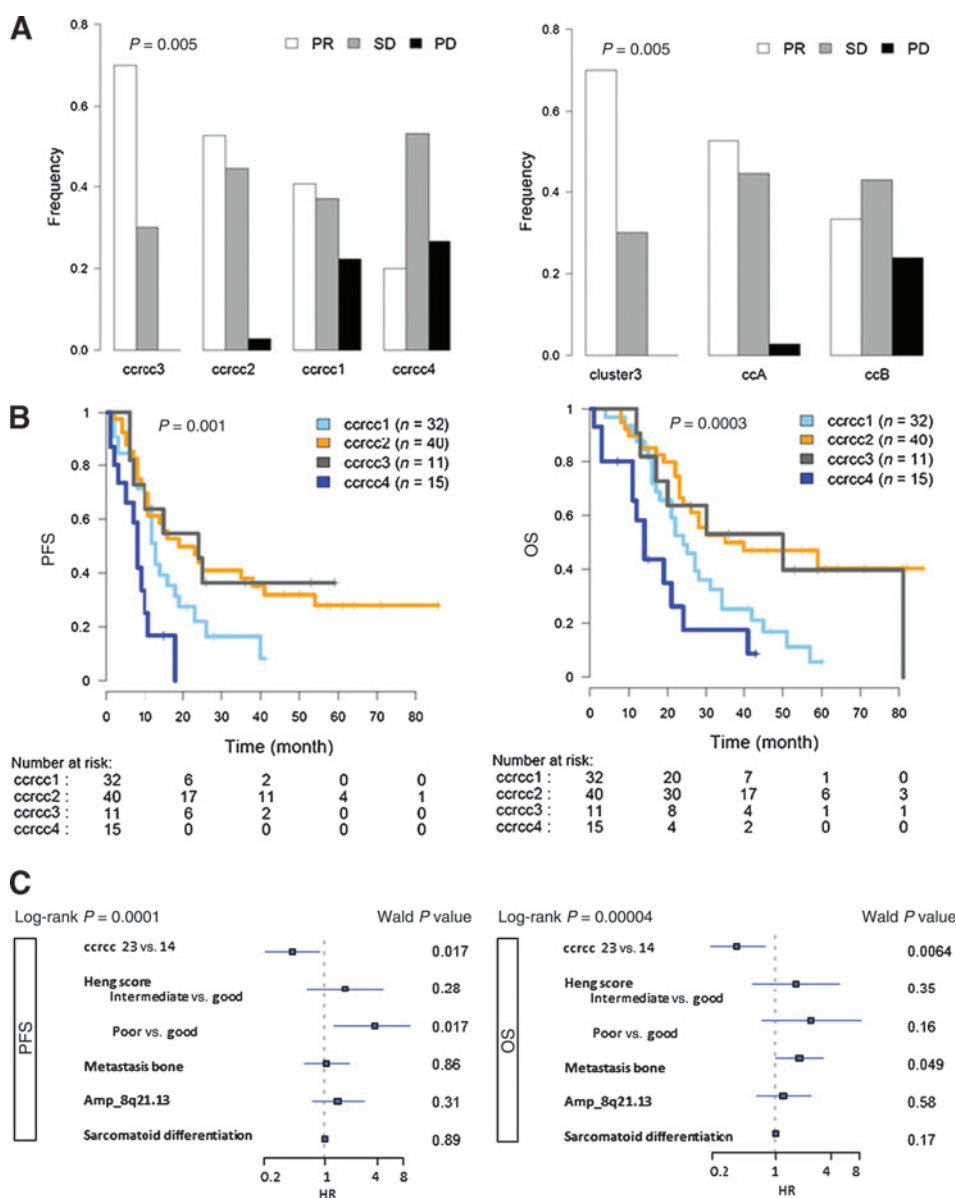 A
P = 0.005 PR SD PD
Frequency
0.8
0.6
0.4
0.2
0.0
ccrcc3 ccrcc2 ccrcc1 ccrcc4
P = 0.005 PR SD PD
Frequency
0.8
0.6
0.4
0.2
0.0
cluster3 ccA ccB
B
P = 0.001
ccrcc1 (n = 32)
ccrcc2 (n = 40)
ccrcc3 (n = 11)
ccrcc4 (n = 15)
PFS
1
0.8
0.6
0.4
0.2
0
0 10 20 30 40 50 60 70 80
Time (month)
Number at risk:
ccrcc1 : 32 6 2 0 0
ccrcc2 : 40 17 11 4 1
ccrcc3 : 11 6 2 0 0
ccrcc4 : 15 0 0 0 0
P = 0.0003
ccrcc1 (n = 32)
ccrcc2 (n = 40)
ccrcc3 (n = 11)
ccrcc4 (n = 15)
OS
1
0.8
0.6
0.4
0.2
0
0 10 20 30 40 50 60 70 80
Time (month)
Number at risk:
ccrcc1 : 32 20 7 1 0
ccrcc2 : 40 30 17 6 3
ccrcc3 : 11 8 4 1 1
ccrcc4 : 15 4 2 0 0
C
Log-rank P = 0.0001 Wald P value
PFS
ccrcc 23 vs. 14 0.017
Heng score
Intermediate vs. good 0.28
Poor vs. good 0.017
Metastasis bone 0.86
Amp_8q21.13 0.31
Sarcomatoid differentiation 0.89
0.2 1 4 8
HR
Log-rank P = 0.00004 Wald P value
OS
ccrcc 23 vs. 14 0.0064
Heng score
Intermediate vs. good 0.35
Poor vs. good 0.16
Metastasis bone 0.049
Amp_8q21.13 0.58
Sarcomatoid differentiation 0.17
0.2 1 4 8
HR